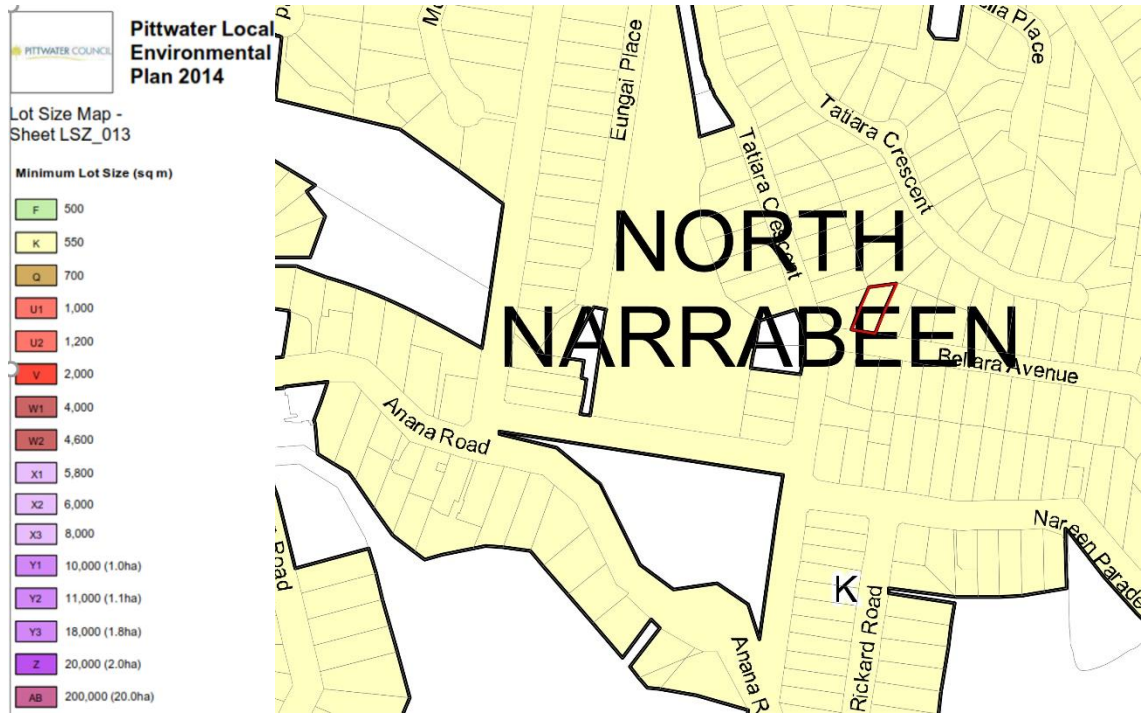 PITTWATER COUNCIL
Pittwater Local
Environmental
Plan 2014
Lot Size Map -
Sheet LSZ_013
Minimum Lot Size (sq m)
F 500
K 550
Q 700
U1 1,000
U2 1,200
V 2,000
W1 4,000
W2 4,600
X1 5,800
X2 6,000
X3 8,000
Y1 10,000 (1.0ha)
Y2 11,000 (1.1ha)
Y3 18,000 (1.8ha)
Z 20,000 (2.0ha)
AB 200,000 (20.0ha)
Eungai Place
Place
Tatiara Crescent
Tatiara Crescent
NORTH
NARRABEEN
Bellara Avenue
Anana Road
Nareen Parade
K
Rickard Road
Anana R
Road